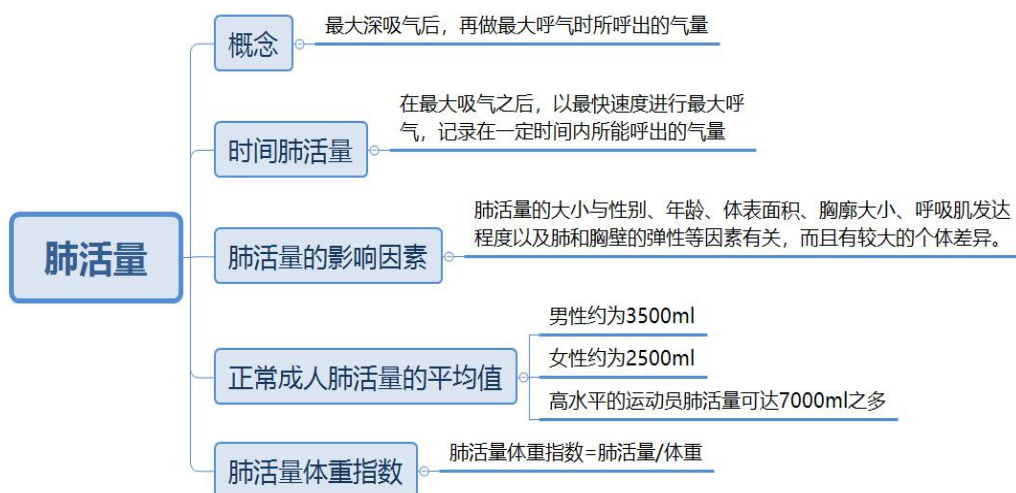 肺活量
概念
最大深吸气后，再做最大呼气时所呼出的气量
时间肺活量
在最大吸气之后，以最快速度进行最大呼
气，记录在一定时间内所能呼出的气量
肺活量的影响因素
肺活量的大小与性别、年龄、体表面积、胸廓大小、呼吸肌发达
程度以及肺和胸壁的弹性等因素有关，而且有较大的个体差异。
正常成人肺活量的平均值
男性约为3500ml
女性约为2500ml
高水平的运动员肺活量可达7000ml之多
肺活量体重指数
肺活量体重指数=肺活量/体重